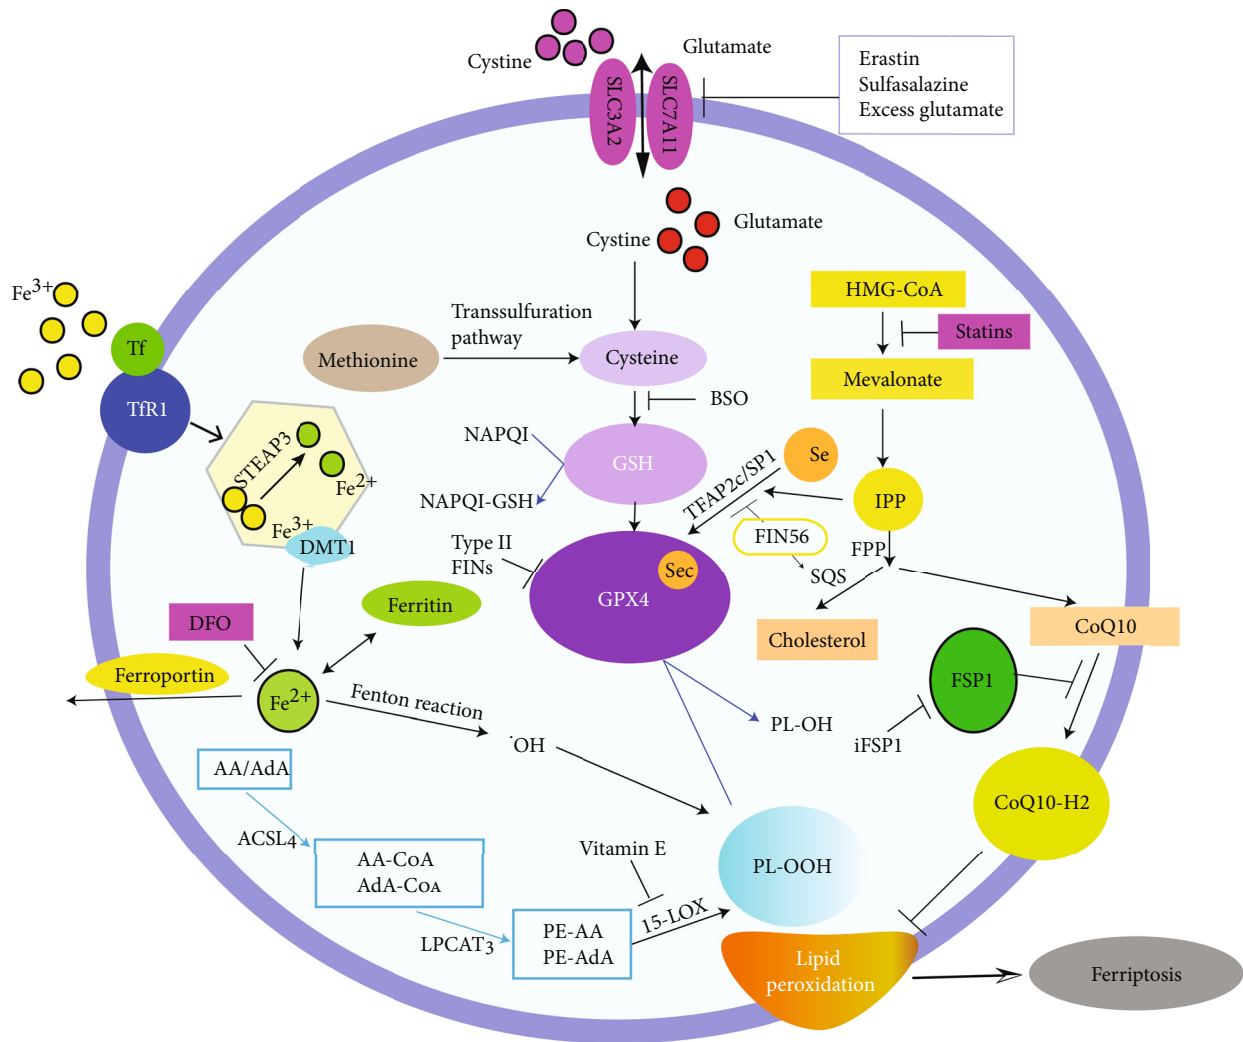 Cystine
Glutamate
SLC3A2
SLC7A11
Erastin
Sulfasalazine
Excess glutamate
Glutamate
Cystine
Fe3+
Tf
TfR1
Methionine
Transsulfuration
pathway
Cysteine
HMG-CoA
Statins
Mevalonate
BSO
NAPQI
GSH
NAPQI-GSH
Se
TFAP2c/SP1
IPP
STEAP3
Fe2+
Fe3+
DMT1
Type II
FINs
FIN56
FPP
SQS
Sec
GPX4
Ferritin
DFO
Cholesterol
CoQ10
Ferroportin
Fe2+
Fenton reaction
FSP1
PL-OH
iFSP1
·OH
AA/AdA
CoQ10-H2
ACSL4
AA-CoA
AdA-CoA
Vitamin E
PL-OOH
15-LOX
LPCAT3
PE-AA
PE-AdA
Lipid
peroxidation
Ferriptosis